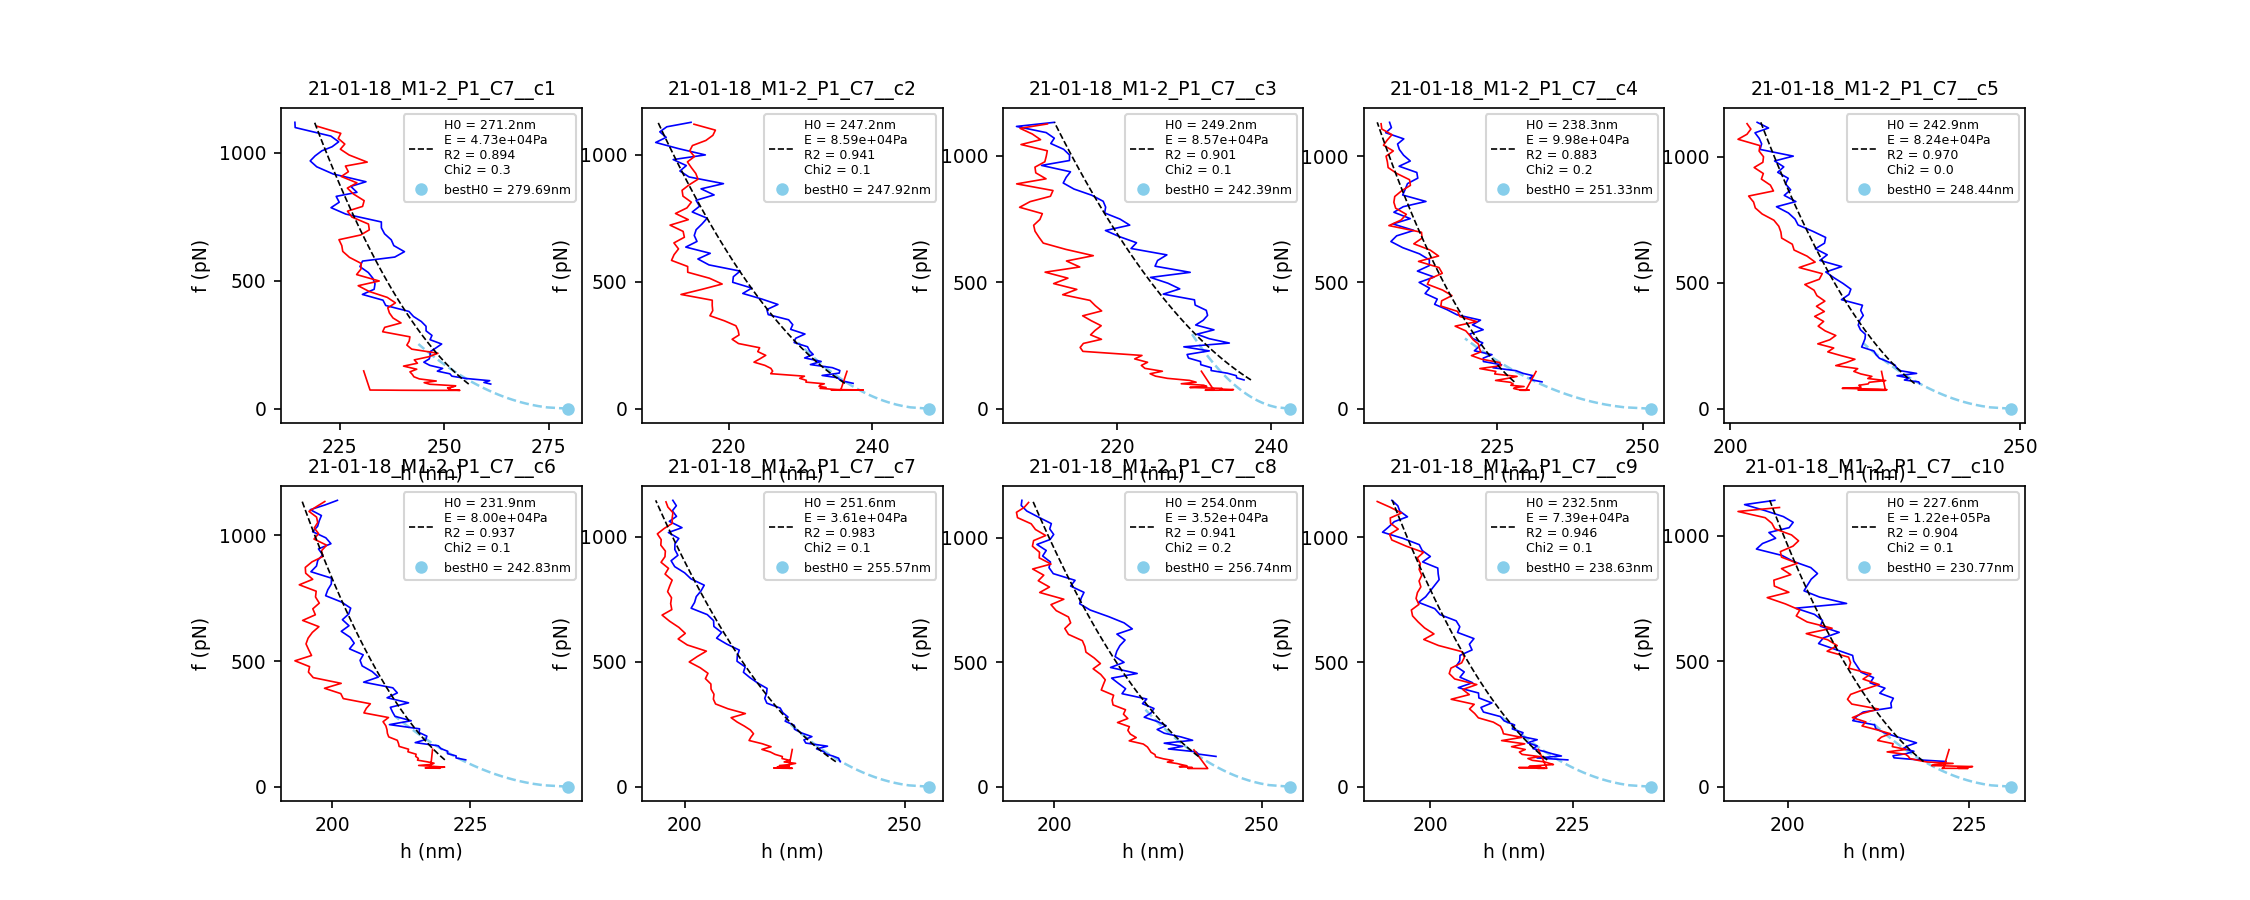 21-01-18_M1-2_P1_C7__c1
21-01-18_M1-2_P1_C7__c2
21-01-18_M1-2_P1_C7__c3
21-01-18_M1-2_P1_C7__c4
21-01-18_M1-2_P1_C7__c5
H0 = 271.2nm
E = 4.73e+04Pa
R2 = 0.894
Chi2 = 0.3
bestH0 = 279.69nm
H0 = 247.2nm
E = 8.59e+04Pa
R2 = 0.941
Chi2 = 0.1
bestH0 = 247.92nm
H0 = 249.2nm
E = 8.57e+04Pa
R2 = 0.901
Chi2 = 0.1
bestH0 = 242.39nm
H0 = 238.3nm
E = 9.98e+04Pa
R2 = 0.883
Chi2 = 0.2
bestH0 = 251.33nm
H0 = 242.9nm
E = 8.24e+04Pa
R2 = 0.970
Chi2 = 0.0
bestH0 = 248.44nm
f (pN)
1000
500
0
225 250 275
h (nm)
f (pN)
1000
500
0
220 240
h (nm)
f (pN)
1000
500
0
220 240
h (nm)
f (pN)
1000
500
0
225 250
h (nm)
f (pN)
1000
500
0
200 250
h (nm)
21-01-18_M1-2_P1_C7__c6
21-01-18_M1-2_P1_C7__c7
21-01-18_M1-2_P1_C7__c8
21-01-18_M1-2_P1_C7__c9
21-01-18_M1-2_P1_C7__c10
H0 = 231.9nm
E = 8.00e+04Pa
R2 = 0.937
Chi2 = 0.1
bestH0 = 242.83nm
H0 = 251.6nm
E = 3.61e+04Pa
R2 = 0.983
Chi2 = 0.1
bestH0 = 255.57nm
H0 = 254.0nm
E = 3.52e+04Pa
R2 = 0.941
Chi2 = 0.2
bestH0 = 256.74nm
H0 = 232.5nm
E = 7.39e+04Pa
R2 = 0.946
Chi2 = 0.1
bestH0 = 238.63nm
H0 = 227.6nm
E = 1.22e+05Pa
R2 = 0.904
Chi2 = 0.1
bestH0 = 230.77nm
f (pN)
1000
500
0
200 225
h (nm)
f (pN)
1000
500
0
200 250
h (nm)
f (pN)
1000
500
0
200 250
h (nm)
f (pN)
1000
500
0
200 225
h (nm)
f (pN)
1000
500
0
200 225
h (nm)